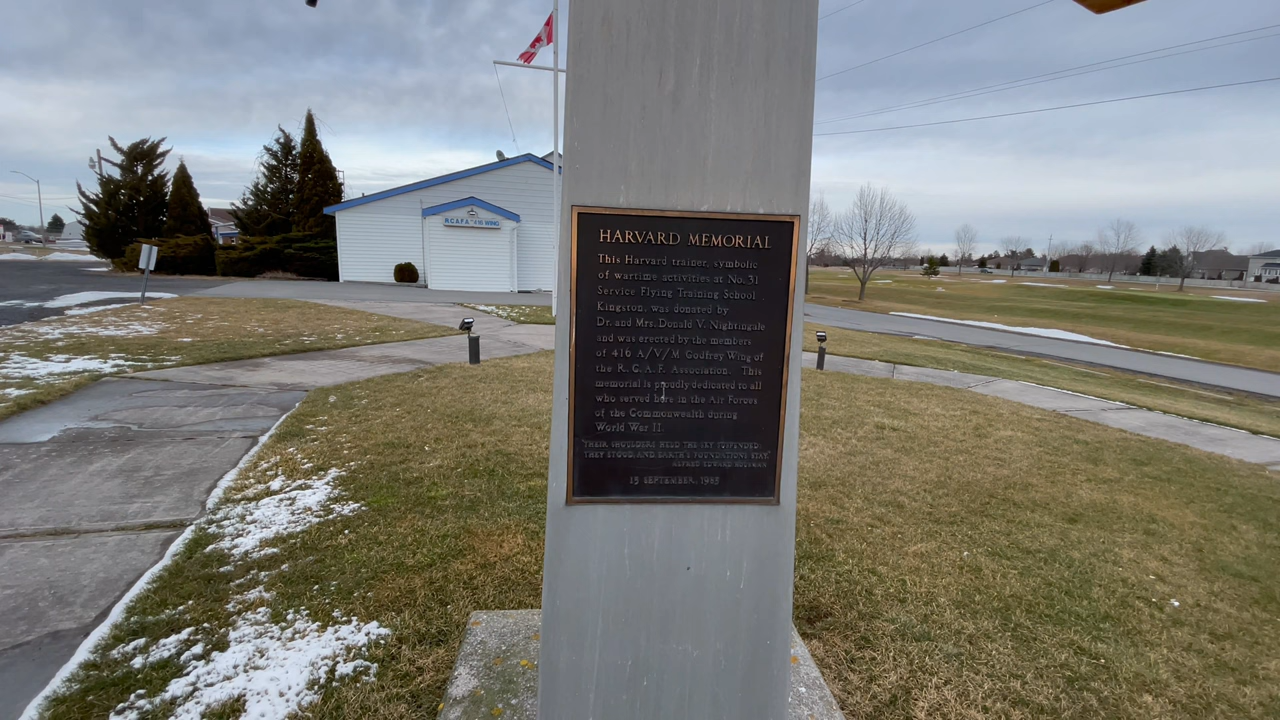 R.C.A.F.A. 416 WING
HARVARD MEMORIAL
This Harvard trainer, symbolic
of wartime activities at No. 31
Service Flying Training School
Kingston, was donated by
Dr. and Mrs. Donald V. Nightingale
and was erected by the members
of 416 A/V/M Godfrey Wing of
the R.C.A.F. Association. This
memorial is proudly dedicated to all
who served here in the Air Forces
of the Commonwealth during
World War II.
"THEIR SHOULDERS HELD THE SKY SUSPENDED;
THEY STOOD, AND EARTH'S FOUNDATIONS STAY."
ALFRED EDWARD HOUSMAN
15 SEPTEMBER, 1985